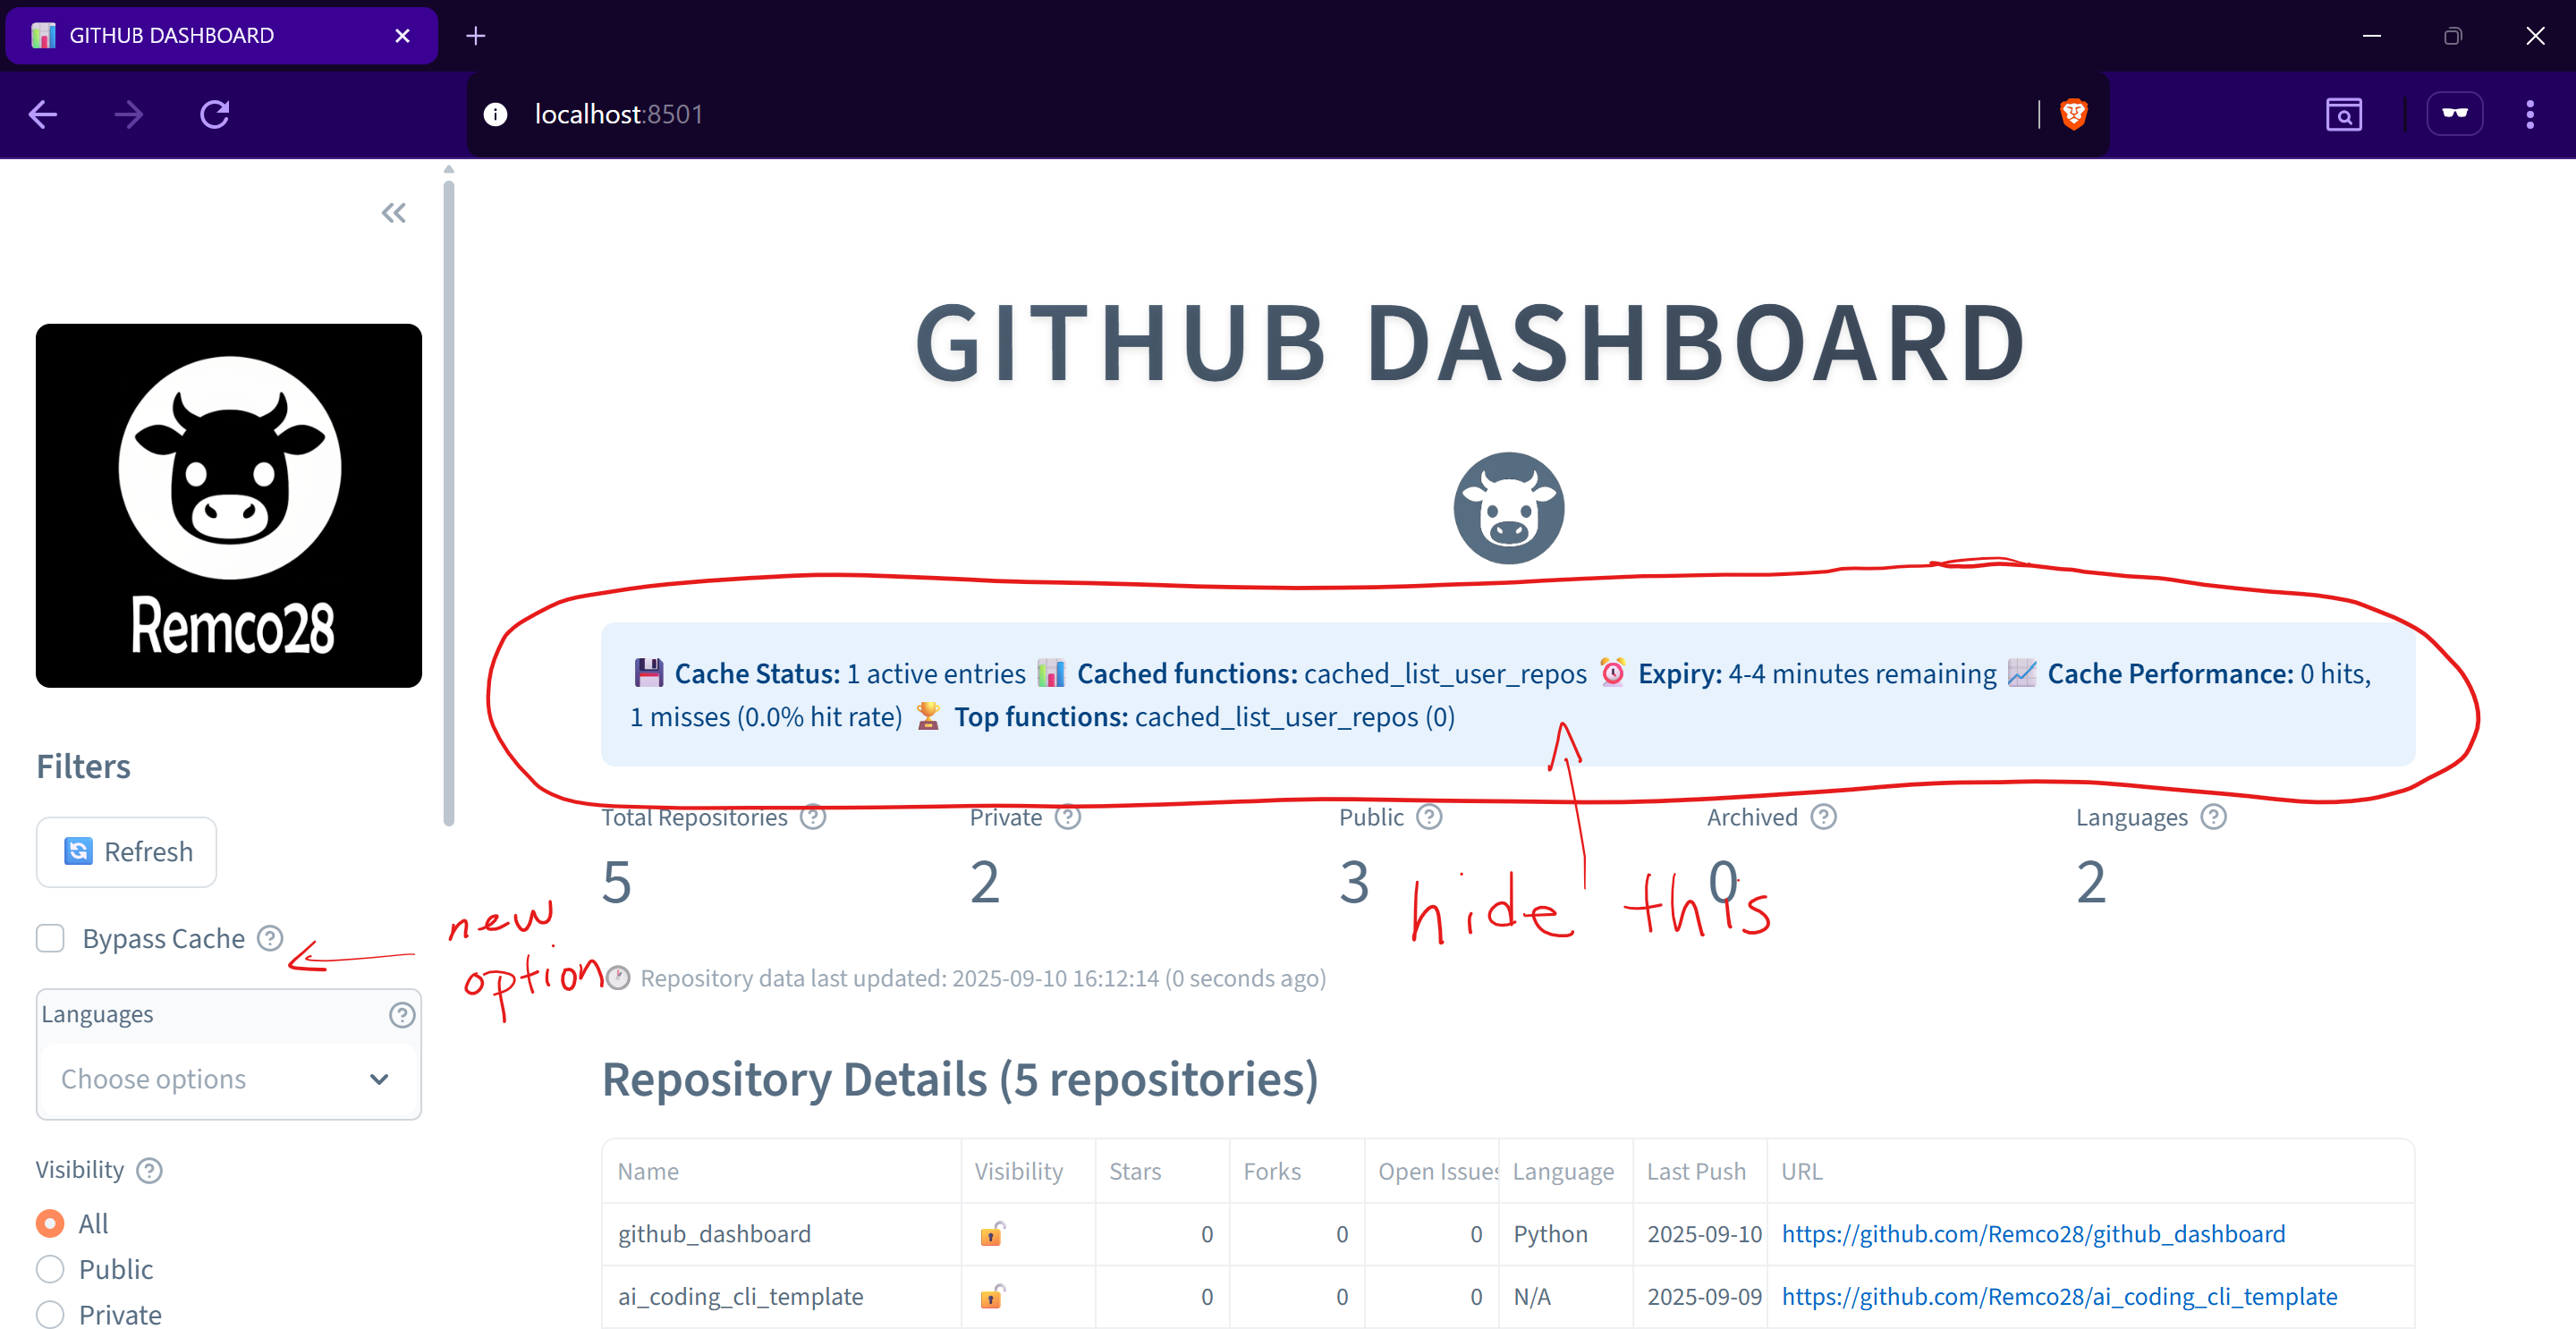 GITHUB DASHBOARD
localhost:8501
Remco28
Filters
Refresh
Bypass Cache
Languages
Choose options
Visibility
All
Public
Private
GITHUB DASHBOARD
Cache Status: 1 active entries Cached functions: cached_list_user_repos Expiry: 4-4 minutes remaining Cache Performance: 0 hits,
1 misses (0.0% hit rate) Top functions: cached_list_user_repos (0)
Total Repositories Private Public Archived Languages
5 2 3 0 2
hide this
new
option
Repository data last updated: 2025-09-10 16:12:14 (0 seconds ago)
Repository Details (5 repositories)
Name Visibility Stars Forks Open Issues Language Last Push URL
github_dashboard 0 0 0 Python 2025-09-10 https://github.com/Remco28/github_dashboard
ai_coding_cli_template 0 0 0 N/A 2025-09-09 https://github.com/Remco28/ai_coding_cli_template